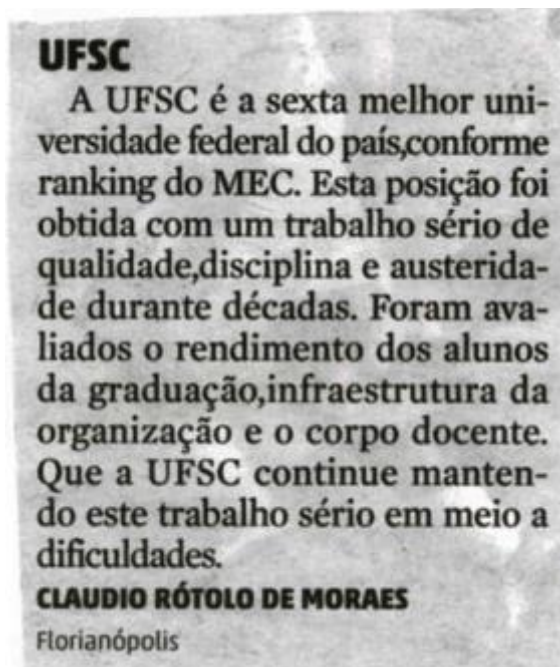 UFSC
A UFSC é a sexta melhor uni-
versidade federal do país,conforme
ranking do MEC. Esta posição foi
obtida com um trabalho sério de
qualidade,disciplina e austerida-
de durante décadas. Foram ava-
liados o rendimento dos alunos
da graduação,infraestrutura da
organização e o corpo docente.
Que a UFSC continue manten-
do este trabalho sério em meio a
dificuldades.
CLAUDIO RÓTOLO DE MORAES
Florianópolis